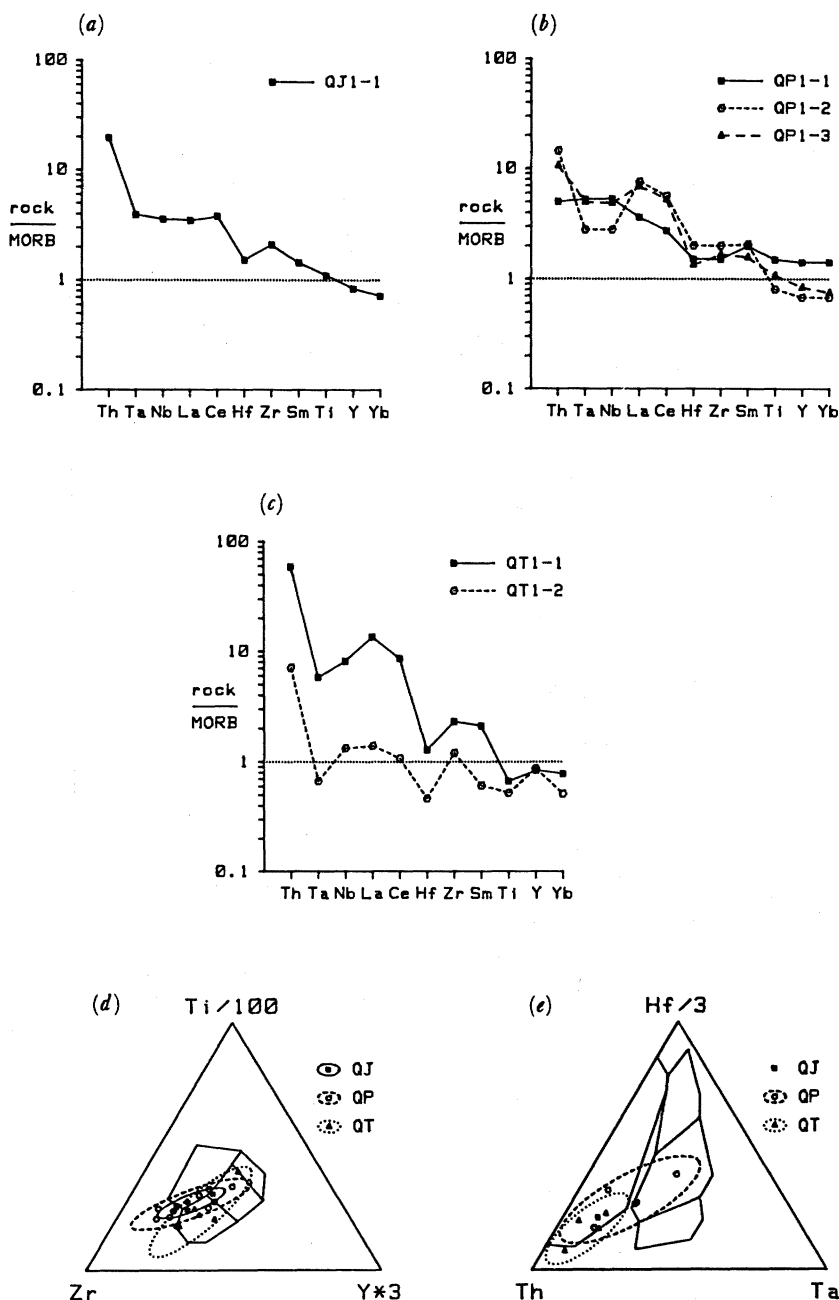 (a)
100
10
1
0.1
rock
MORB
QJ1-1
Th Ta Nb La Ce Hf Zr Sm Ti Y Yb
(b)
100
10
1
0.1
rock
MORB
QP1-1
QP1-2
QP1-3
Th Ta Nb La Ce Hf Zr Sm Ti Y Yb
(c)
100
10
1
0.1
rock
MORB
QT1-1
QT1-2
Th Ta Nb La Ce Hf Zr Sm Ti Y Yb
(d)
Ti/100
QJ
QP
QT
Zr Y*3
(e)
Hf/3
QJ
QP
QT
Th Ta